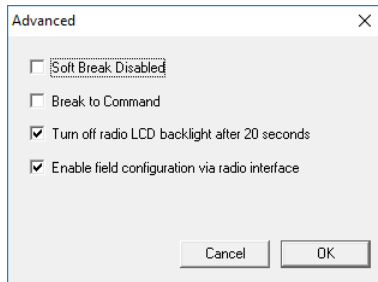 Advanced
Soft Break Disabled
Break to Command
Turn off radio LCD backlight after 20 seconds
Enable field configuration via radio interface
Cancel OK